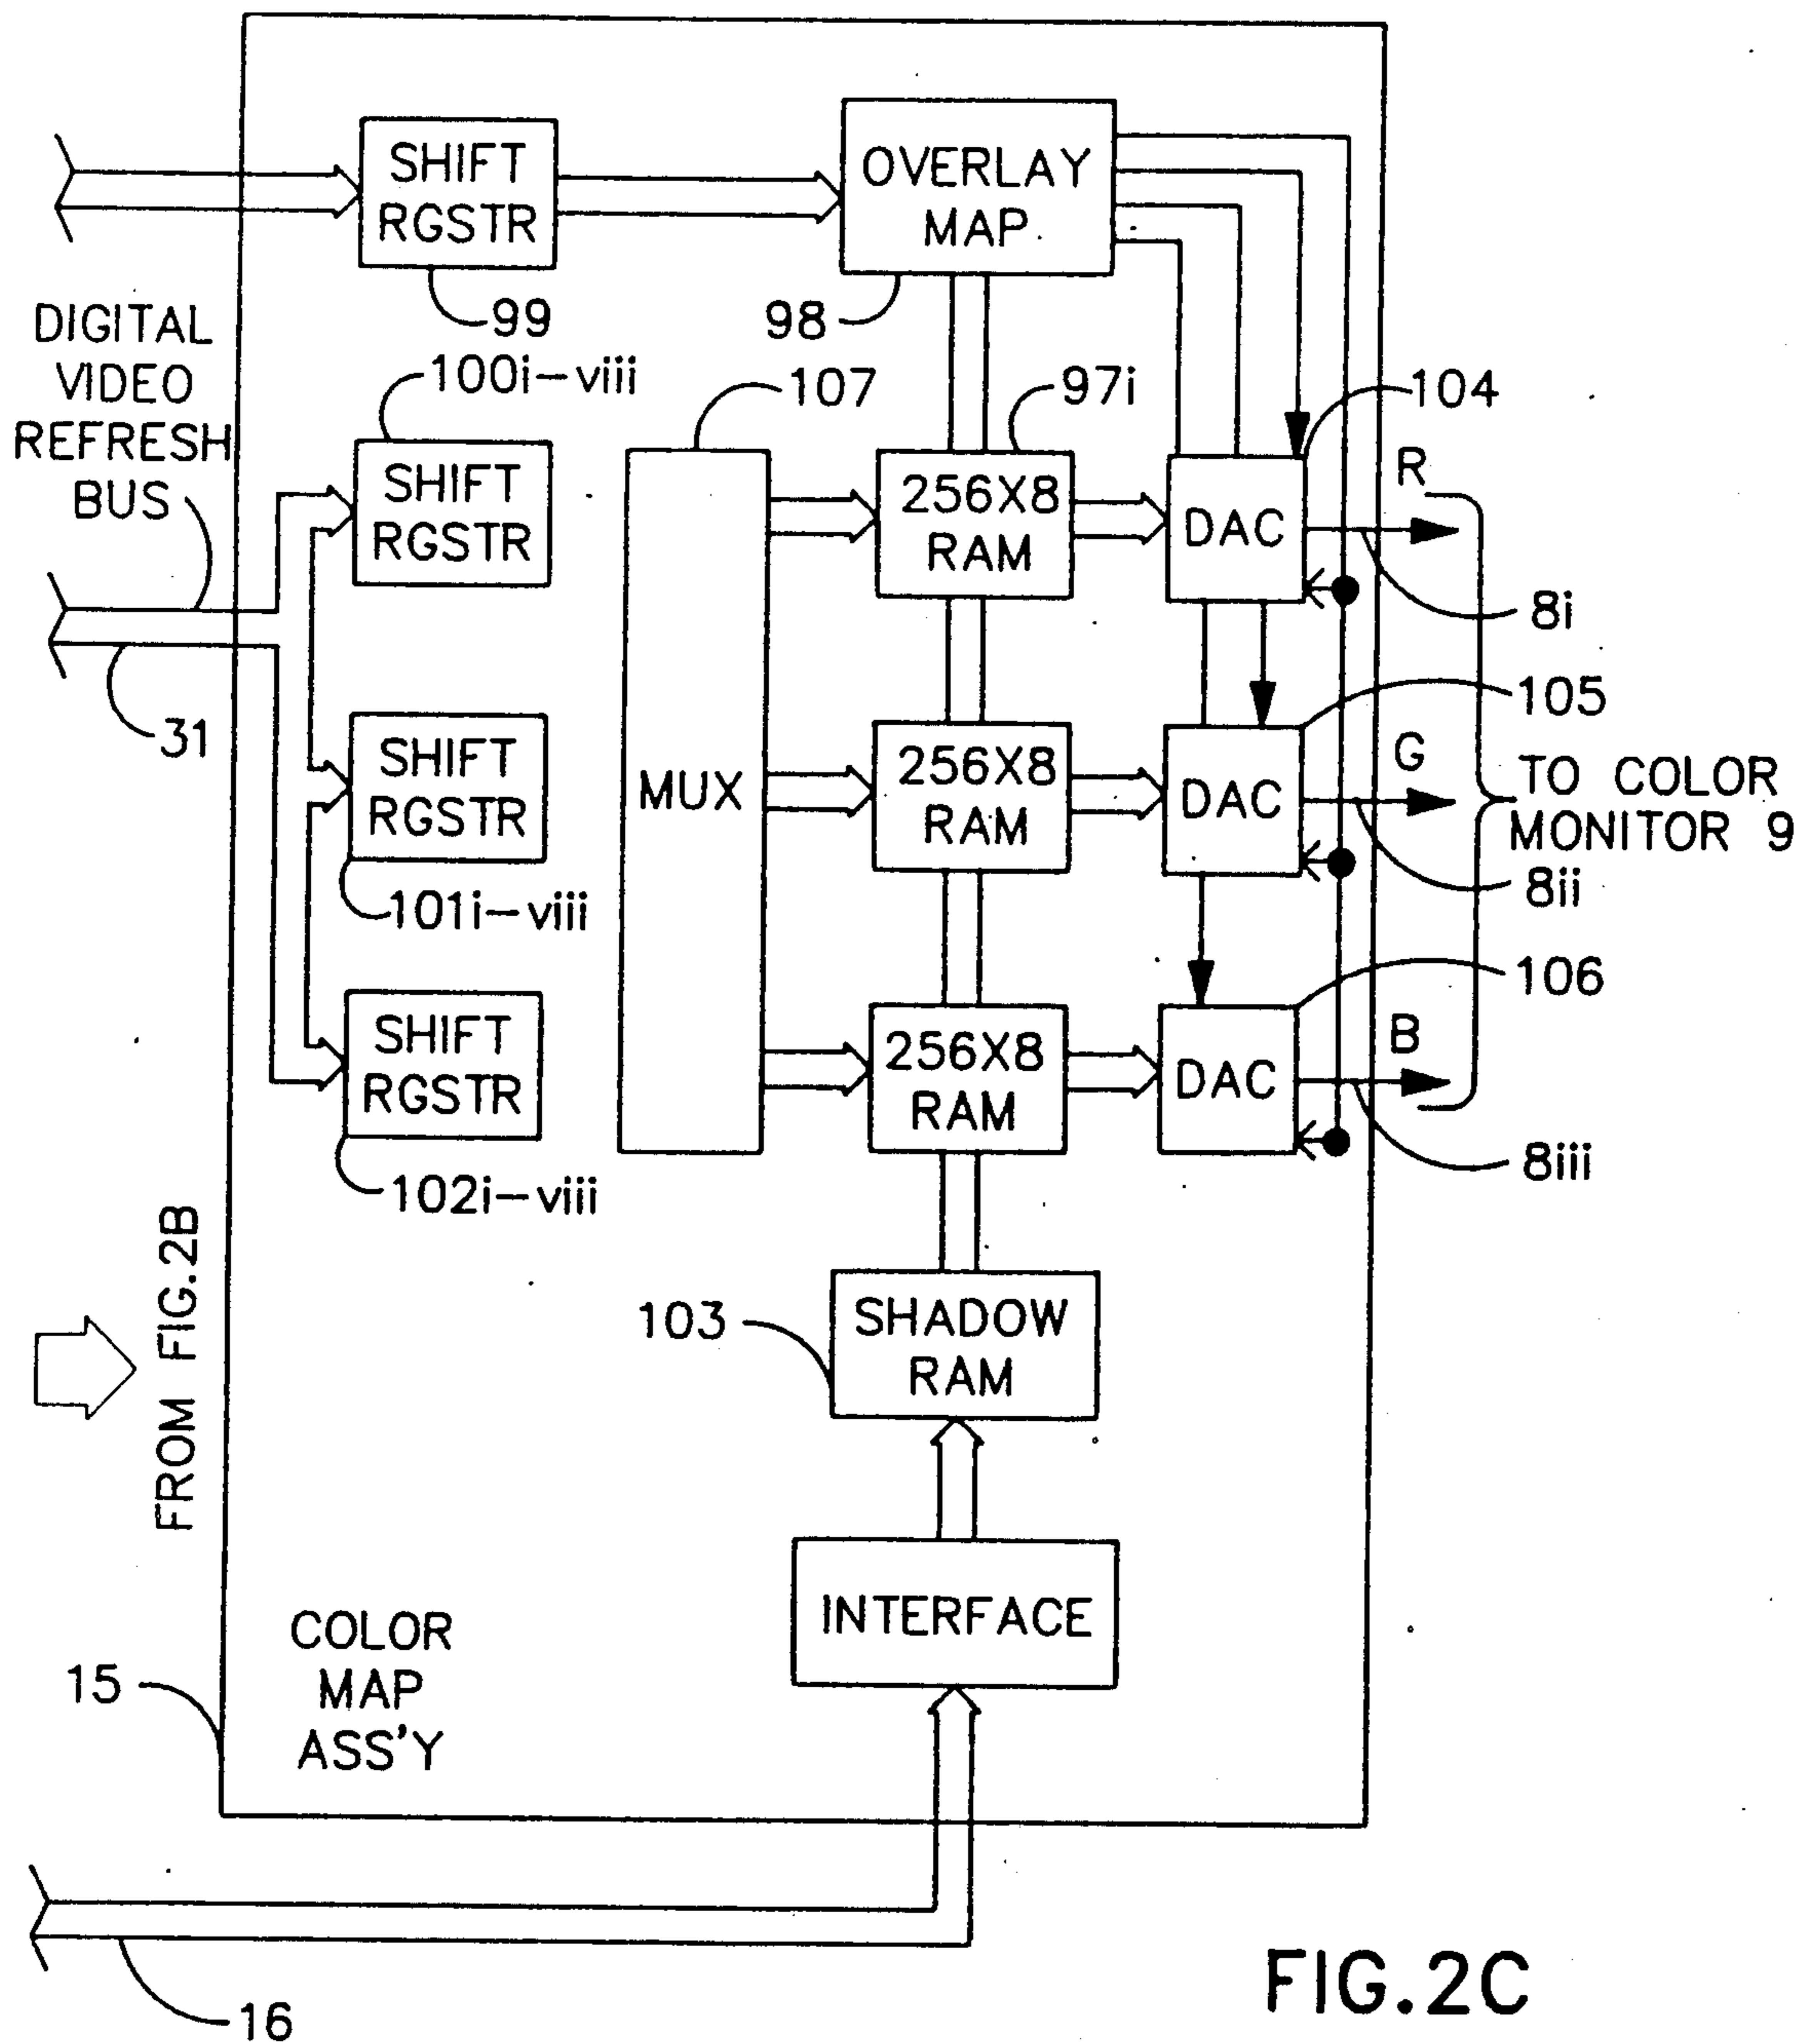 SHIFT
RGSTR
OVERLAY
MAP
99
98
DIGITAL
VIDEO
REFRESH
BUS
100i-viii
107
97i
104
SHIFT
RGSTR
256X8
RAM
DAC
R
8i
31
MUX
SHIFT
RGSTR
256X8
RAM
DAC
105
G
TO COLOR
MONITOR 9
8ii
101i-viii
SHIFT
RGSTR
256X8
RAM
DAC
106
B
8iii
102i-viii
FROM FIG.2B
103
SHADOW
RAM
INTERFACE
COLOR
MAP
ASS'Y
15
16
FIG.2C